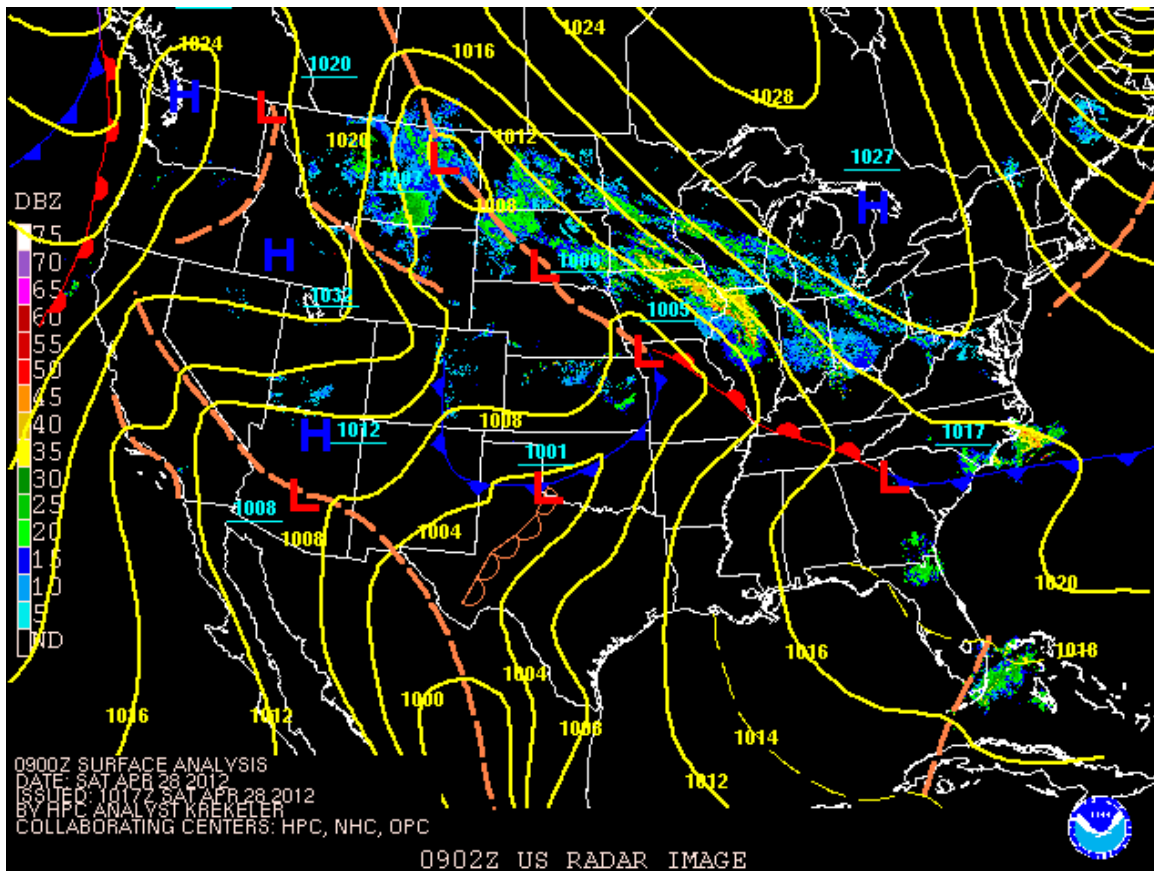 1024
1016
1024
1020
H
L
1028
1020
1012
L
1007
1027
DBZ
75
70
65
60
55
50
45
40
35
30
25
20
15
10
5
ND
1008
H
H
L
1005
L
1008
H
1012
1001
1017
L
L
L
1008
1008
1004
1020
1016
1018
1004
1000
1016
1012
1008
1014
1012
0900Z SURFACE ANALYSIS
DATE: SAT APR 28 2012
ISSUED: 1017Z SAT APR 28 2012
BY HPC ANALYST KREKELER
COLLABORATING CENTERS: HPC, NHC, OPC
0902Z US RADAR IMAGE